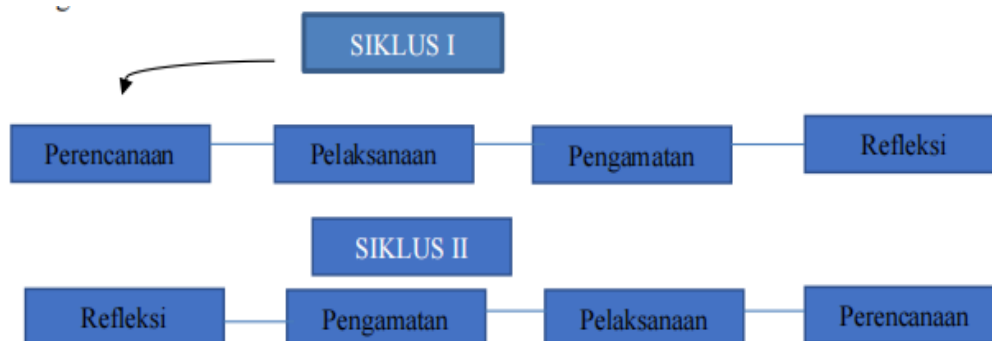 SIKLUS I
Perencanaan
Pelaksanaan
Pengamatan
Refleksi
SIKLUS II
Refleksi
Pengamatan
Pelaksanaan
Perencanaan